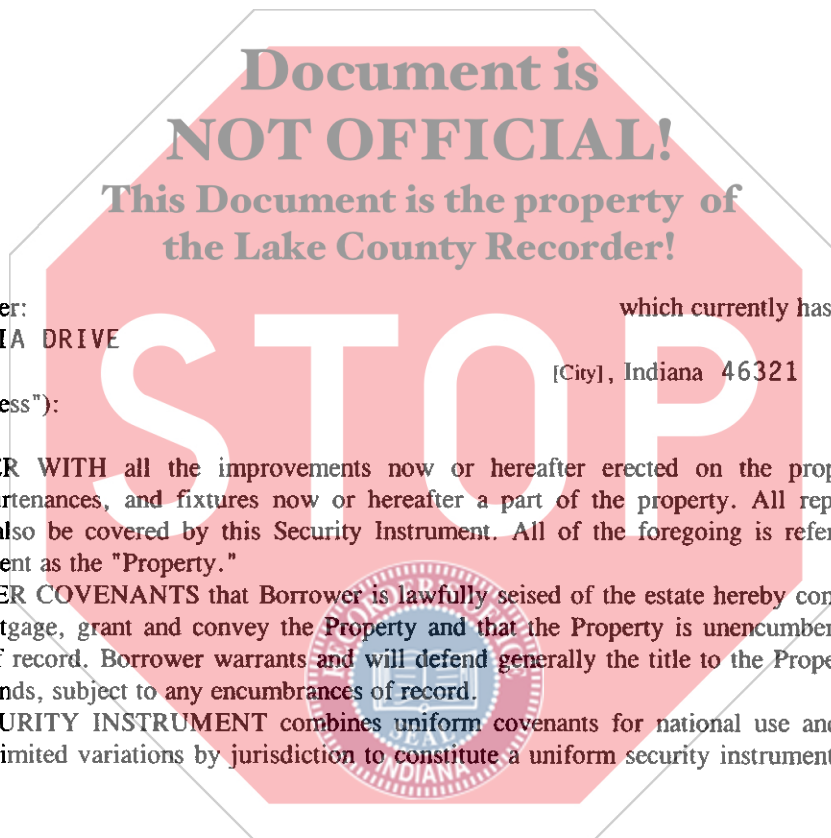 Document is
NOT OFFICIAL!
This Document is the property of
the Lake County Recorder!
er: which currently has
IA DRIVE
[City], Indiana 46321
ess"):
STOP
ER WITH all the improvements now or hereafter erected on the prop
rtenances, and fixtures now or hereafter a part of the property. All rep
also be covered by this Security Instrument. All of the foregoing is refer
ent as the "Property."
ER COVENANTS that Borrower is lawfully seised of the estate hereby con
tgage, grant and convey the Property and that the Property is unencumber
f record. Borrower warrants and will defend generally the title to the Prope
nds, subject to any encumbrances of record.
URITY INSTRUMENT combines uniform covenants for national use and
imited variations by jurisdiction to constitute a uniform security instrument
SEAL
INDIANA